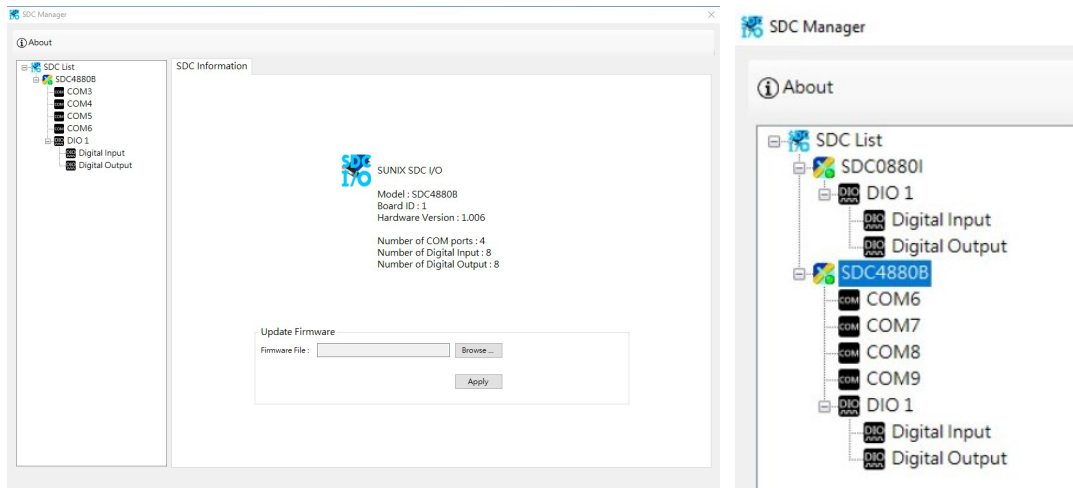 SDC Manager
About
SDC List
SDC4880B
COM3
COM4
COM5
COM6
DIO 1
Digital Input
Digital Output
SDC Information
SDC
I/O
SUNIX SDC I/O
Model : SDC4880B
Board ID : 1
Hardware Version : 1.006
Number of COM ports : 4
Number of Digital Input : 8
Number of Digital Output : 8
Update Firmware
Firmware File :
Browse ...
Apply
SDC Manager
About
SDC List
SDC0880I
DIO 1
Digital Input
Digital Output
SDC4880B
COM6
COM7
COM8
COM9
DIO 1
Digital Input
Digital Output